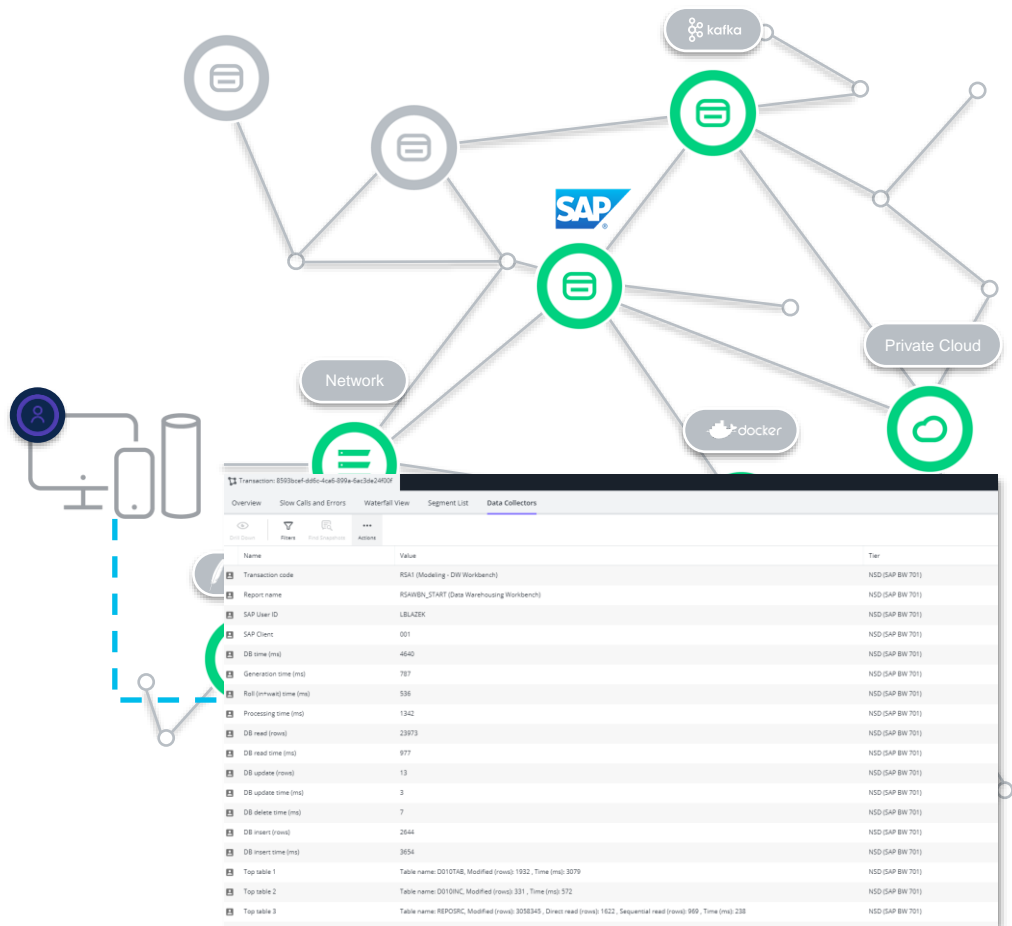 kafka
SAP
®
Private Cloud
Network
docker
Transaction: 8593bcef-dd6c-4ca6-899a-6ec3de24f00f
Overview Slow Calls and Errors Waterfall View Segment List Data Collectors
Drill Down Filters Find Snapshots Actions
Name Value Tier
Transaction code RSA1 (Modeling - DW Workbench) NSD (SAP BW 701)
Report name RSAWBN_START (Data Warehousing Workbench) NSD (SAP BW 701)
SAP User ID LBLAZEK NSD (SAP BW 701)
SAP Client 001 NSD (SAP BW 701)
DB time (ms) 4640 NSD (SAP BW 701)
Generation time (ms) 787 NSD (SAP BW 701)
Roll (in+wait) time (ms) 536 NSD (SAP BW 701)
Processing time (ms) 1342 NSD (SAP BW 701)
DB read (rows) 23973 NSD (SAP BW 701)
DB read time (ms) 977 NSD (SAP BW 701)
DB update (rows) 13 NSD (SAP BW 701)
DB update time (ms) 3 NSD (SAP BW 701)
DB delete time (ms) 7 NSD (SAP BW 701)
DB insert (rows) 2644 NSD (SAP BW 701)
DB insert time (ms) 3654 NSD (SAP BW 701)
Top table 1 Table name: D010TAB, Modified (rows): 1932 , Time (ms): 3079 NSD (SAP BW 701)
Top table 2 Table name: D010INC, Modified (rows): 331 , Time (ms): 572 NSD (SAP BW 701)
Top table 3 Table name: REPOSRC, Modified (rows): 3058345 , Direct read (rows): 1622 , Sequential read (rows): 969 , Time (ms): 238 NSD (SAP BW 701)